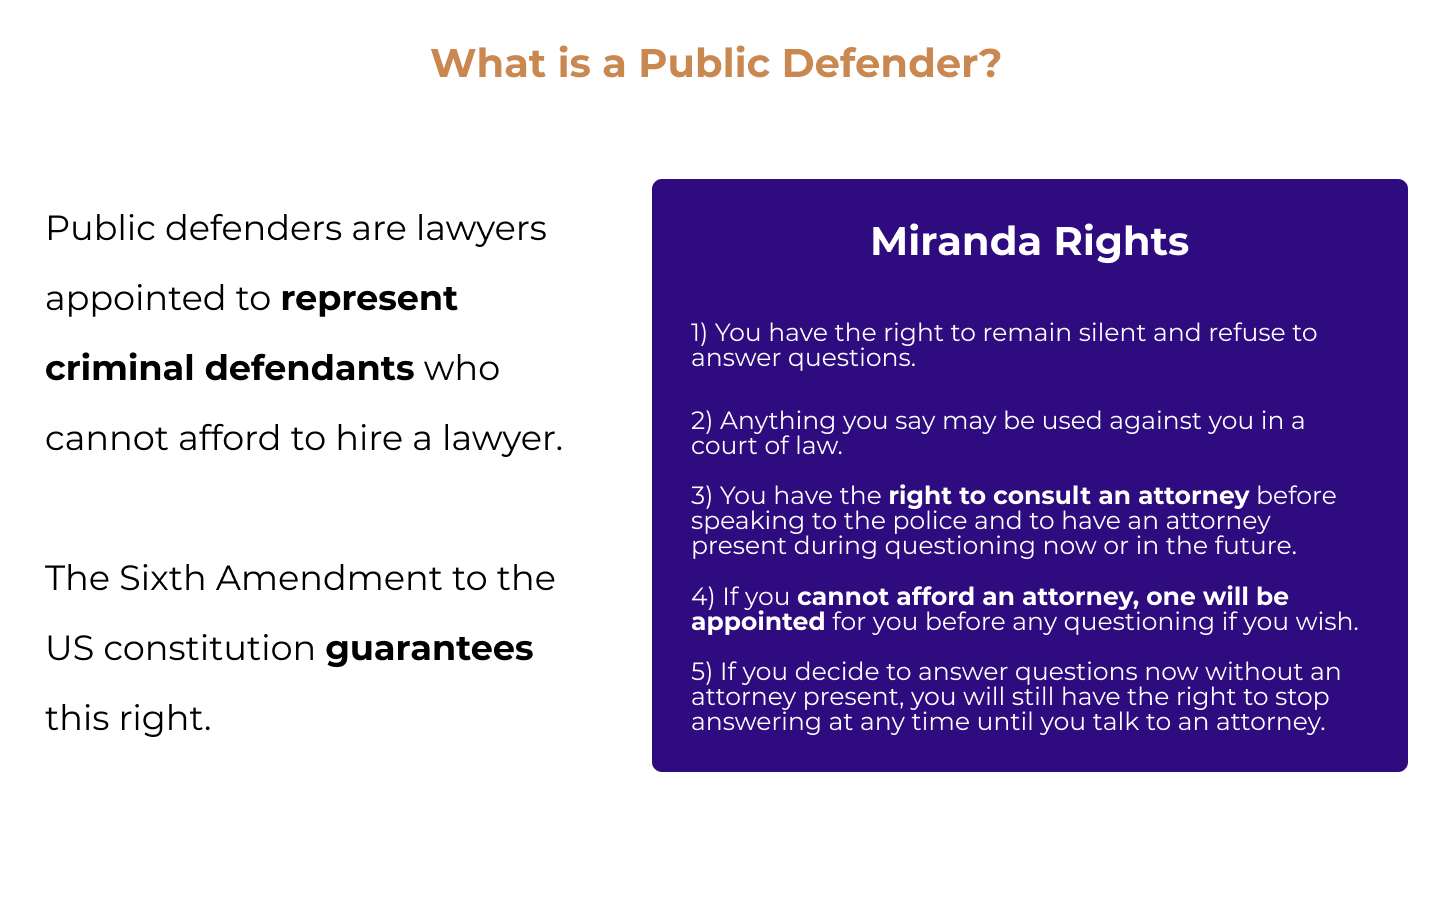 What is a Public Defender?
Public defenders are lawyers
appointed to represent
criminal defendants who
cannot afford to hire a lawyer.
The Sixth Amendment to the
US constitution guarantees
this right.
Miranda Rights
1) You have the right to remain silent and refuse to
answer questions.
2) Anything you say may be used against you in a
court of law.
3) You have the right to consult an attorney before
speaking to the police and to have an attorney
present during questioning now or in the future.
4) If you cannot afford an attorney, one will be
appointed for you before any questioning if you wish.
5) If you decide to answer questions now without an
attorney present, you will still have the right to stop
answering at any time until you talk to an attorney.